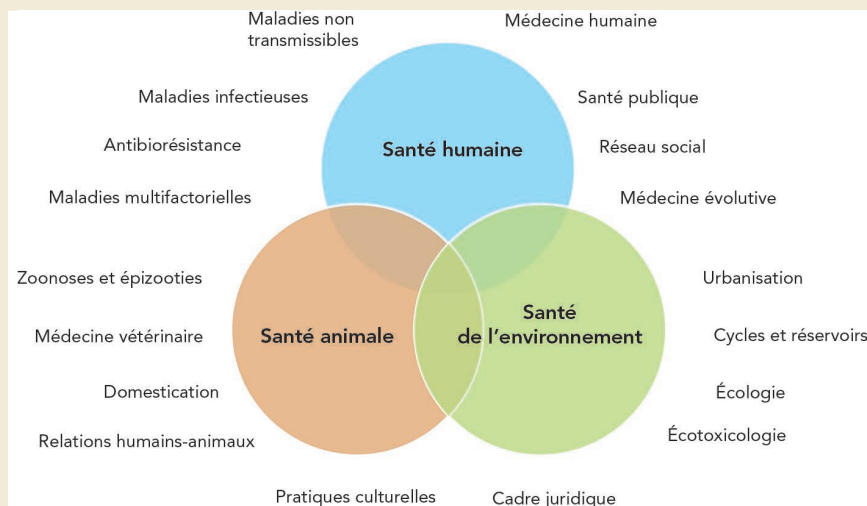 Maladies non
transmissibles
Médecine humaine
Maladies infectieuses
Santé publique
Antibiorésistance
Santé humaine
Réseau social
Maladies multifactorielles
Médecine évolutive
Zoonoses et épizooties
Urbanisation
Médecine vétérinaire
Santé animale
Santé
de l'environnement
Cycles et réservoirs
Domestication
Écologie
Relations humains-animaux
Écotoxicologie
Pratiques culturelles
Cadre juridique